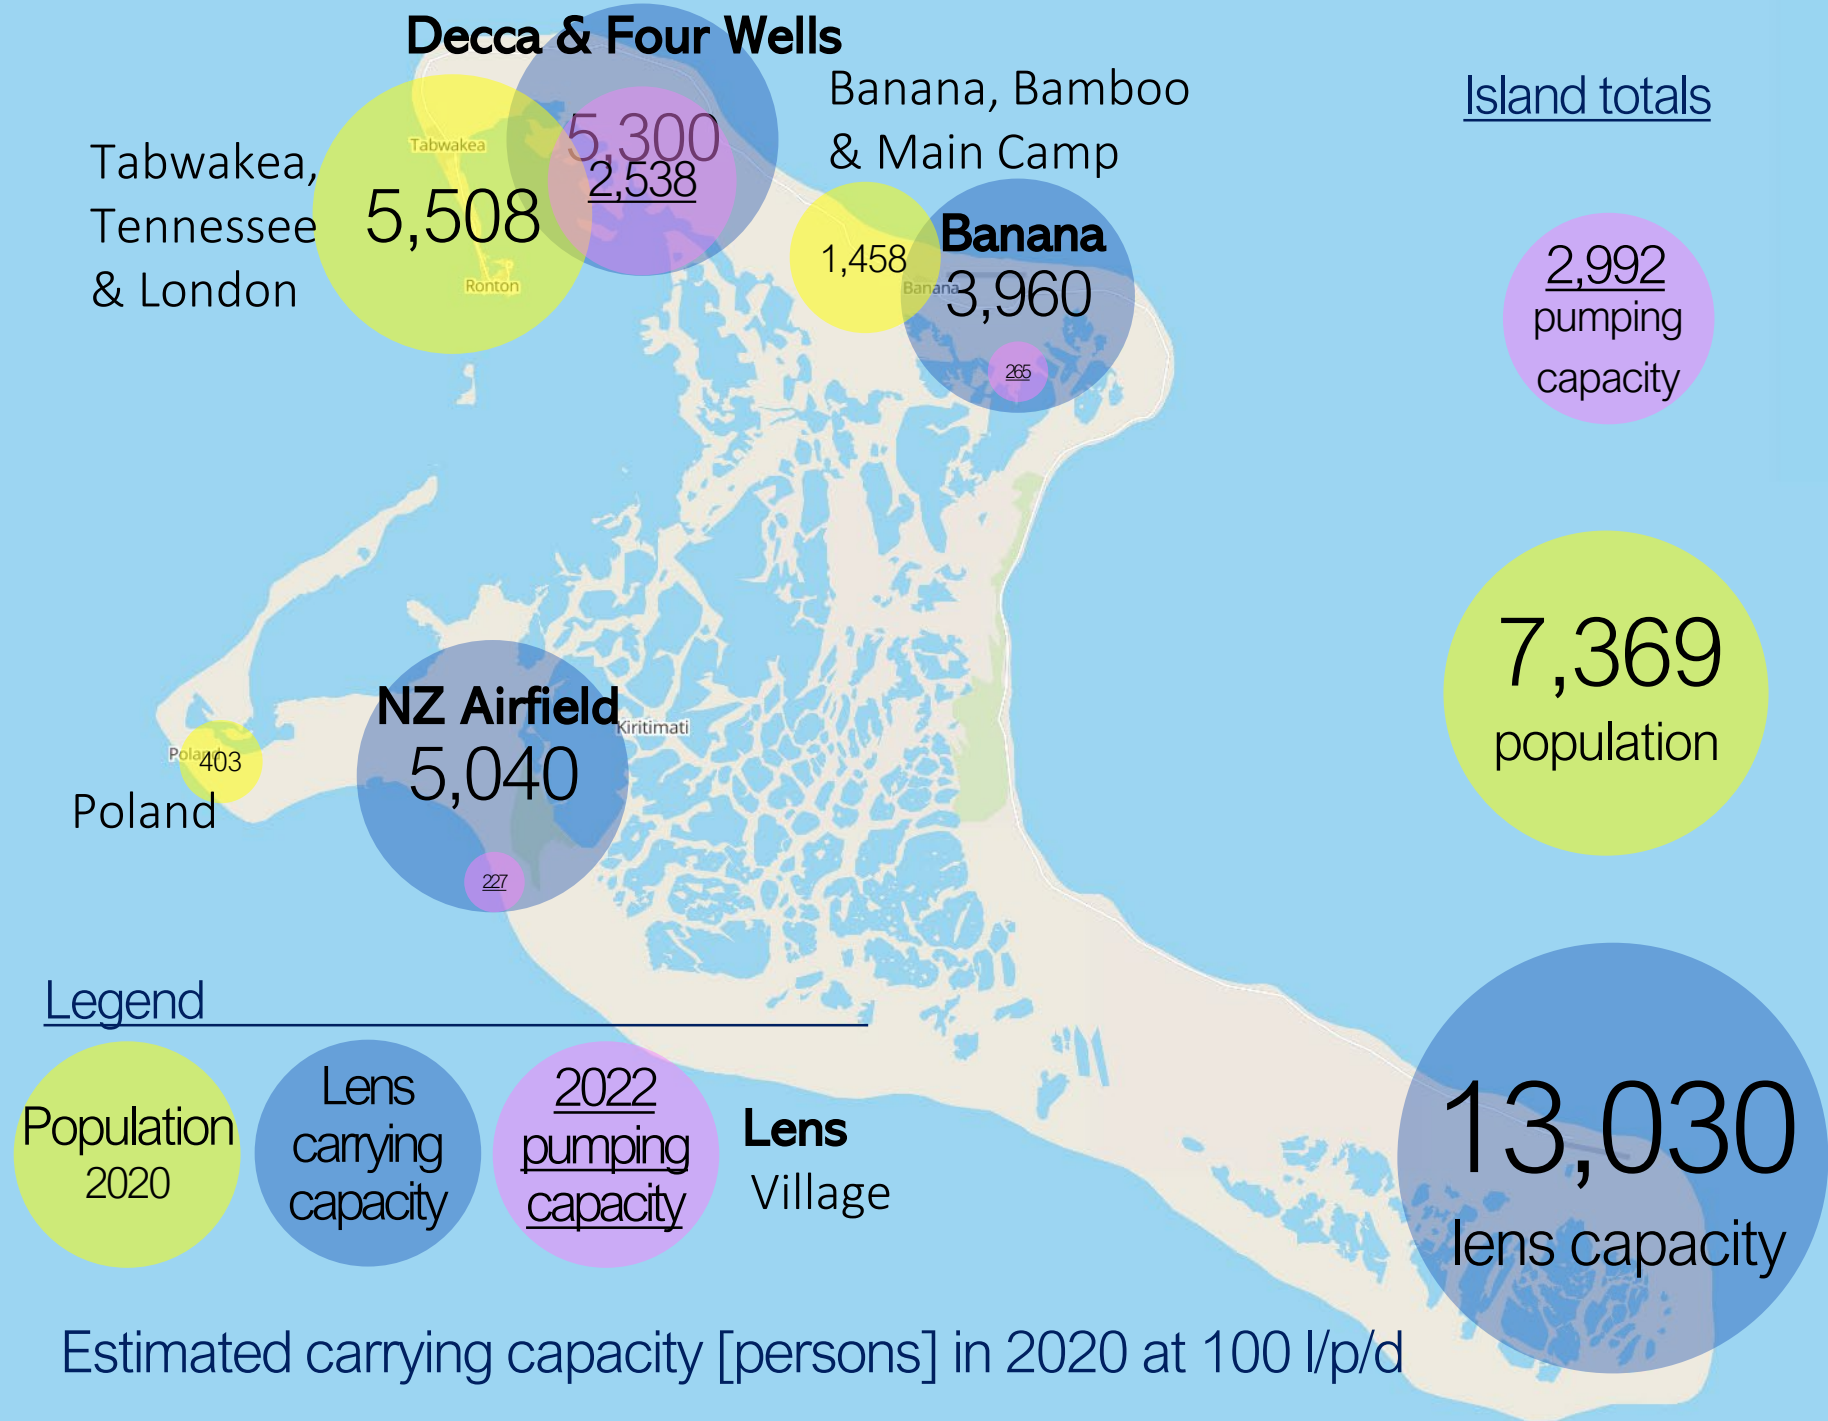 Decca & Four Wells
5,300
2,538
Tabwakea,
Tennessee
& London
Tabwakea
5,508
Ronton
Banana, Bamboo
& Main Camp
1,458
Banana
Banana
3,960
265
Island totals
2,992
pumping
capacity
7,369
population
13,030
lens capacity
NZ Airfield
5,040
227
Kiritimati
Poland
403
Poland
Legend
Population
2020
Lens
carrying
capacity
2022
pumping
capacity
Lens
Village
Estimated carrying capacity [persons] in 2020 at 100 l/p/d